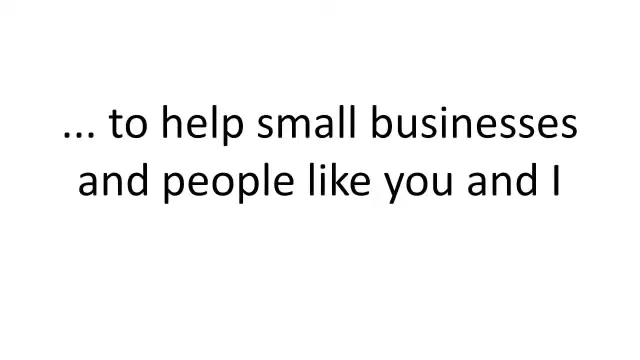 ... to help small businesses
and people like you and I